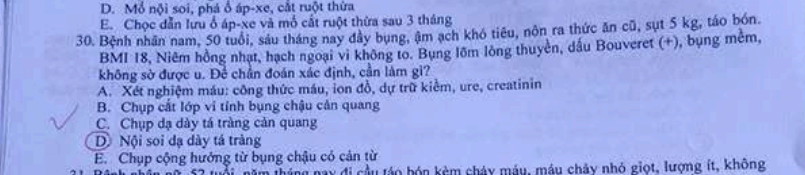 D. Mổ nội soi, phá ổ áp-xe, cắt ruột thừa
E. Chọc dẫn lưu ổ áp-xe và mổ cắt ruột thừa sau 3 tháng
30. Bệnh nhân nam, 50 tuổi, sáu tháng nay đầy bụng, ậm ạch khó tiêu, nôn ra thức ăn cũ, sụt 5 kg, táo bón.
BMI 18, Niêm hồng nhạt, hạch ngoại vi không to. Bụng lõm lòng thuyền, dấu Bouveret (+), bụng mềm,
không sờ được u. Để chẩn đoán xác định, cần làm gì?
A. Xét nghiệm máu: công thức máu, ion đồ, dự trữ kiềm, ure, creatinin
B. Chụp cắt lớp vi tính bụng chậu cản quang
C. Chụp dạ dày tá tràng cản quang
D. Nội soi dạ dày tá tràng
E. Chụp cộng hưởng từ bụng chậu có cản từ
31. Bệnh nhân nữ, 52 tuổi, năm tháng nay đi cầu táo bón kèm chảy máu, máu chảy nhỏ giọt, lượng ít, không